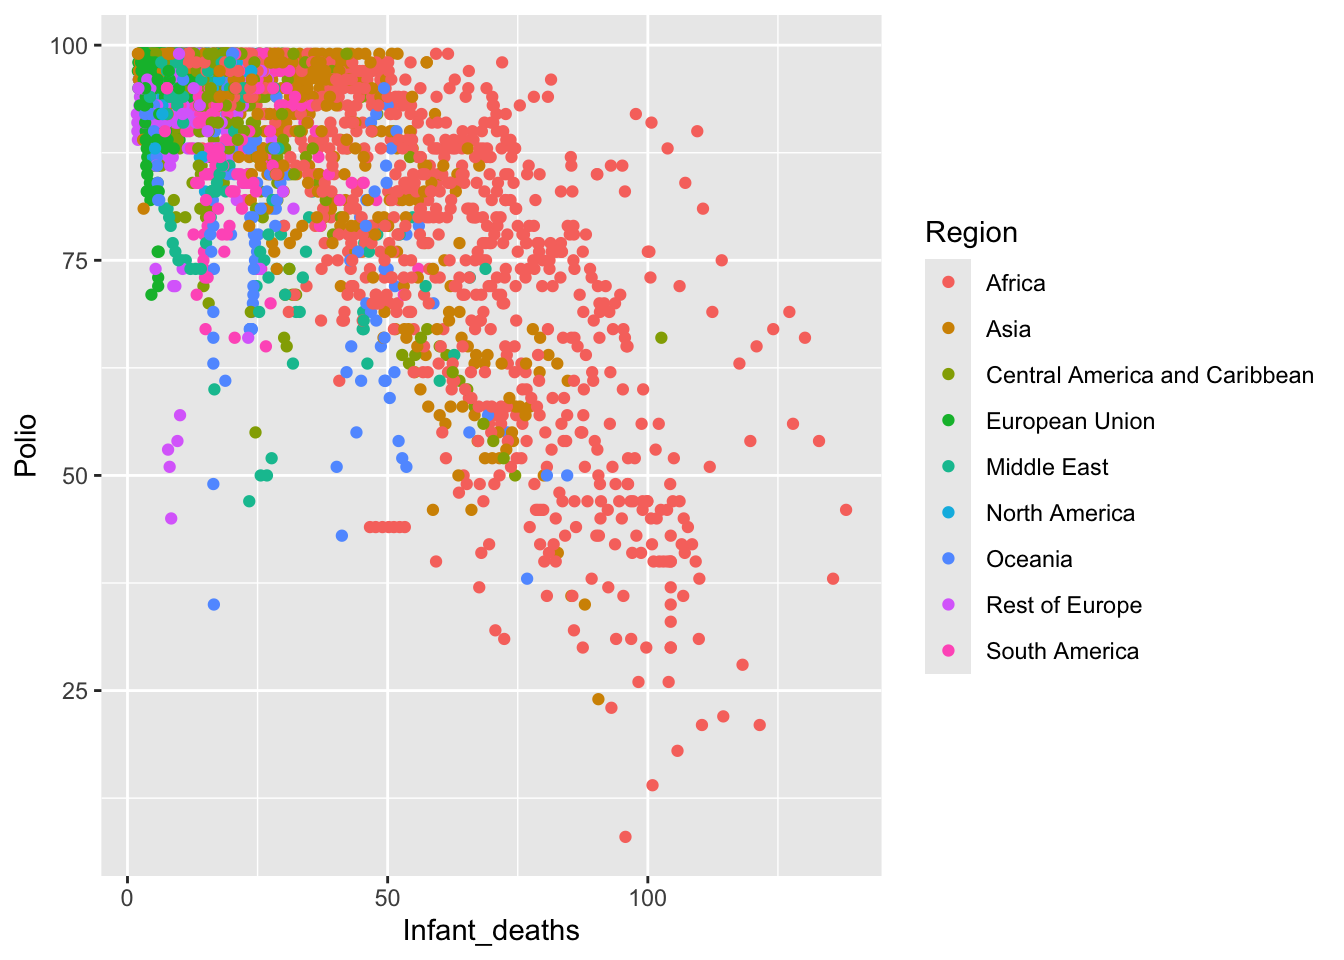 100
75
50
25
Polio
0
50
100
Infant_deaths
Region
Africa
Asia
Central America and Caribbean
European Union
Middle East
North America
Oceania
Rest of Europe
South America